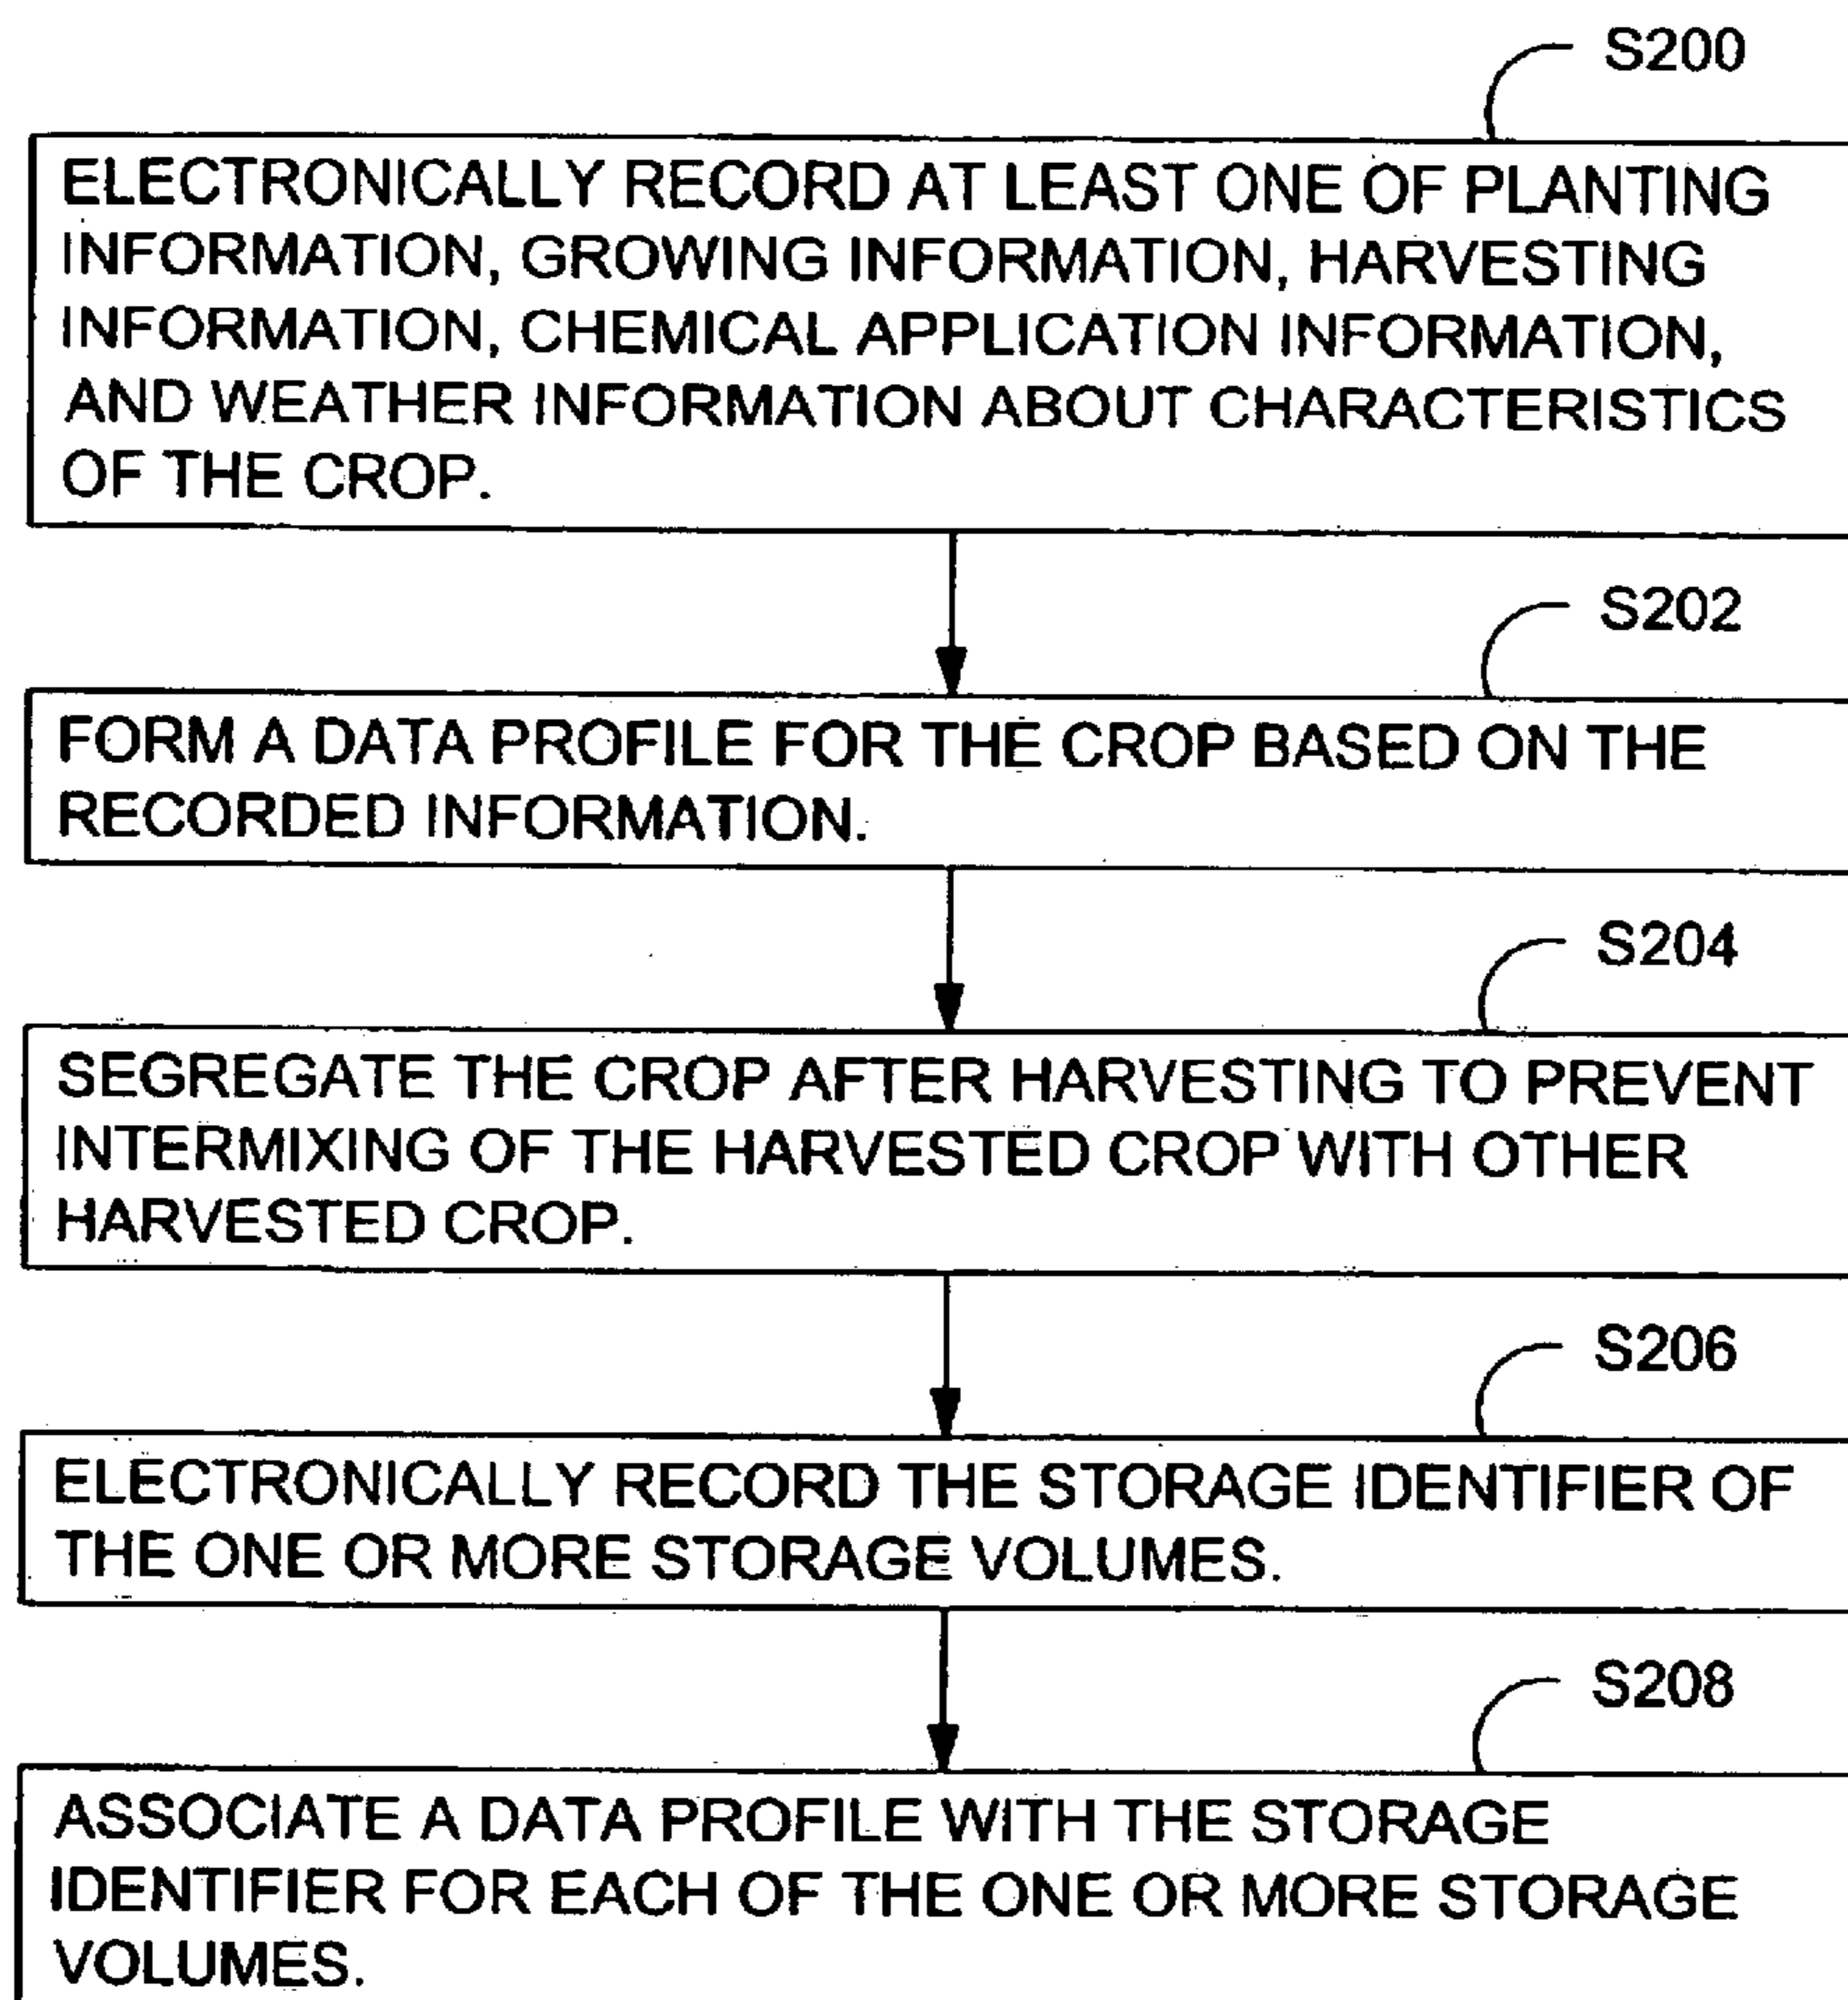 S200
ELECTRONICALLY RECORD AT LEAST ONE OF PLANTING
INFORMATION, GROWING INFORMATION, HARVESTING
INFORMATION, CHEMICAL APPLICATION INFORMATION,
AND WEATHER INFORMATION ABOUT CHARACTERISTICS
OF THE CROP.
S202
FORM A DATA PROFILE FOR THE CROP BASED ON THE
RECORDED INFORMATION.
S204
SEGREGATE THE CROP AFTER HARVESTING TO PREVENT
INTERMIXING OF THE HARVESTED CROP WITH OTHER
HARVESTED CROP.
S206
ELECTRONICALLY RECORD THE STORAGE IDENTIFIER OF
THE ONE OR MORE STORAGE VOLUMES.
S208
ASSOCIATE A DATA PROFILE WITH THE STORAGE
IDENTIFIER FOR EACH OF THE ONE OR MORE STORAGE
VOLUMES.